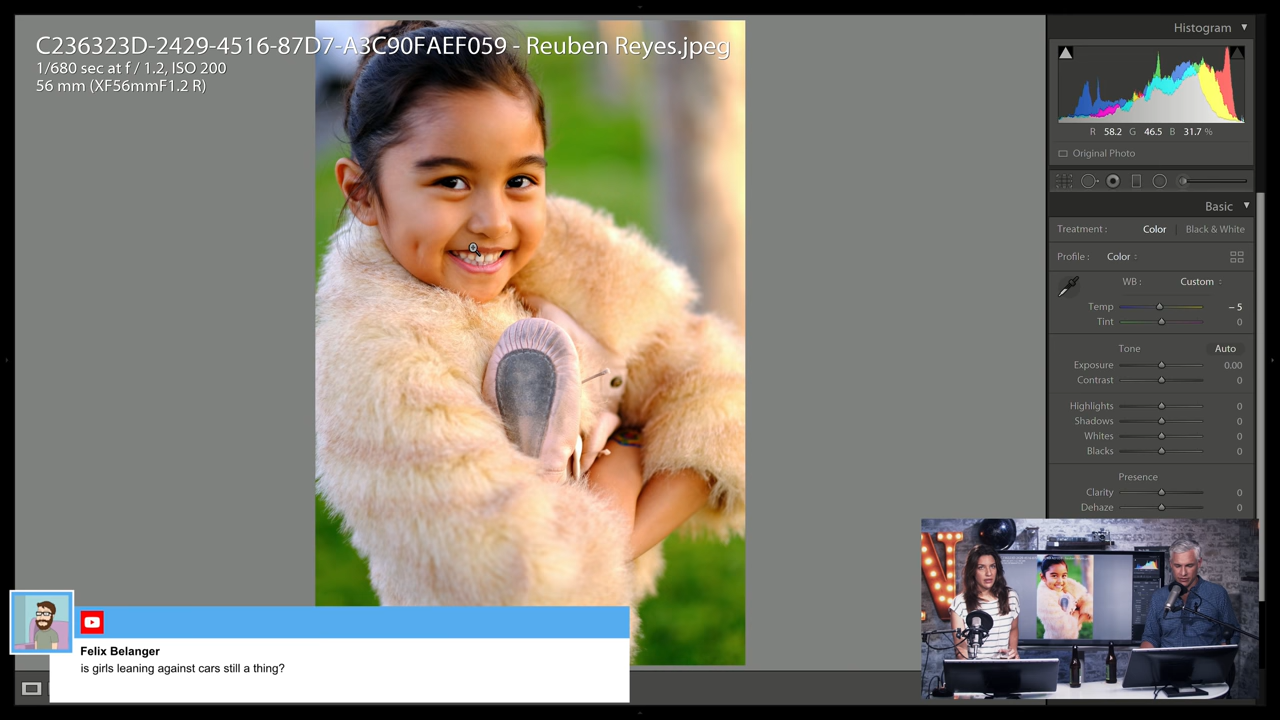 C236323D-2429-4516-87D7-A3C90FAEF059 - Reuben Reyes.jpeg
1/680 sec at f / 1.2, ISO 200
56 mm (XF56mmF1.2 R)
Histogram
R 58.2 G 46.5 B 31.7 %
Original Photo
Basic
Treatment : Color Black & White
Profile : Color
WB : Custom
Temp – 5
Tint 0
Tone Auto
Exposure 0.00
Contrast 0
Highlights 0
Shadows 0
Whites 0
Blacks 0
Presence
Clarity 0
Dehaze 0
Felix Belanger
is girls leaning against cars still a thing?